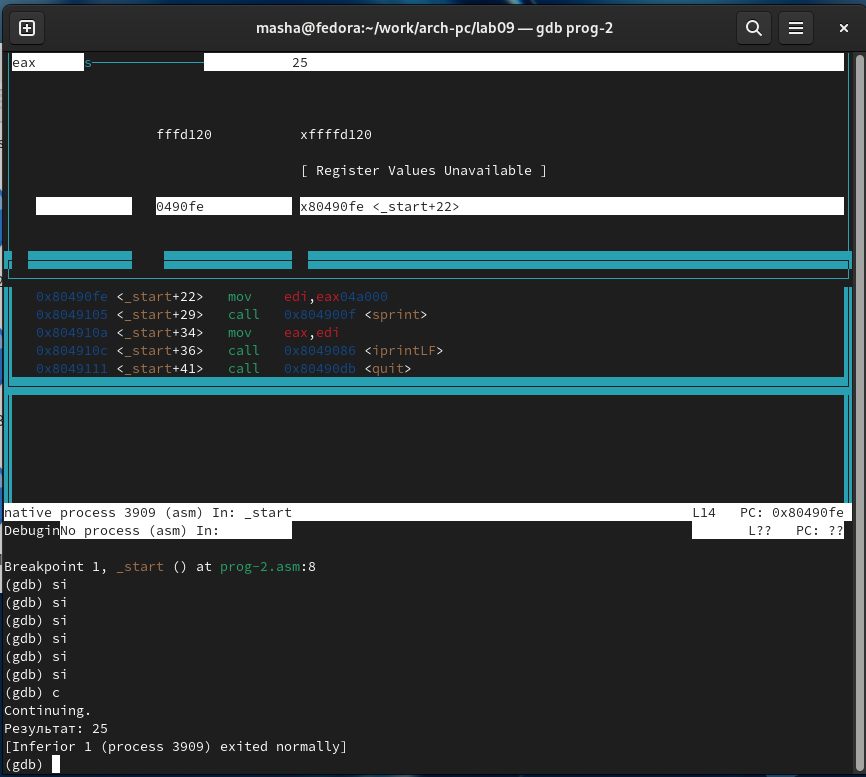 masha@fedora:~/work/arch-pc/lab09 — gdb prog-2
eax s 25
fffd120 xffffd120
[ Register Values Unavailable ]
0490fe x80490fe <_start+22>
0x80490fe <_start+22> mov edi,eax04a000
0x8049105 <_start+29> call 0x804900f <sprint>
0x804910a <_start+34> mov eax,edi
0x804910c <_start+36> call 0x8049086 <iprintLF>
0x8049111 <_start+41> call 0x80490db <quit>
native process 3909 (asm) In: _start L14 PC: 0x80490fe
DebuginNo process (asm) In: L?? PC: ??
Breakpoint 1, _start () at prog-2.asm:8
(gdb) si
(gdb) si
(gdb) si
(gdb) si
(gdb) si
(gdb) si
(gdb) c
Continuing.
Результат: 25
[Inferior 1 (process 3909) exited normally]
(gdb)